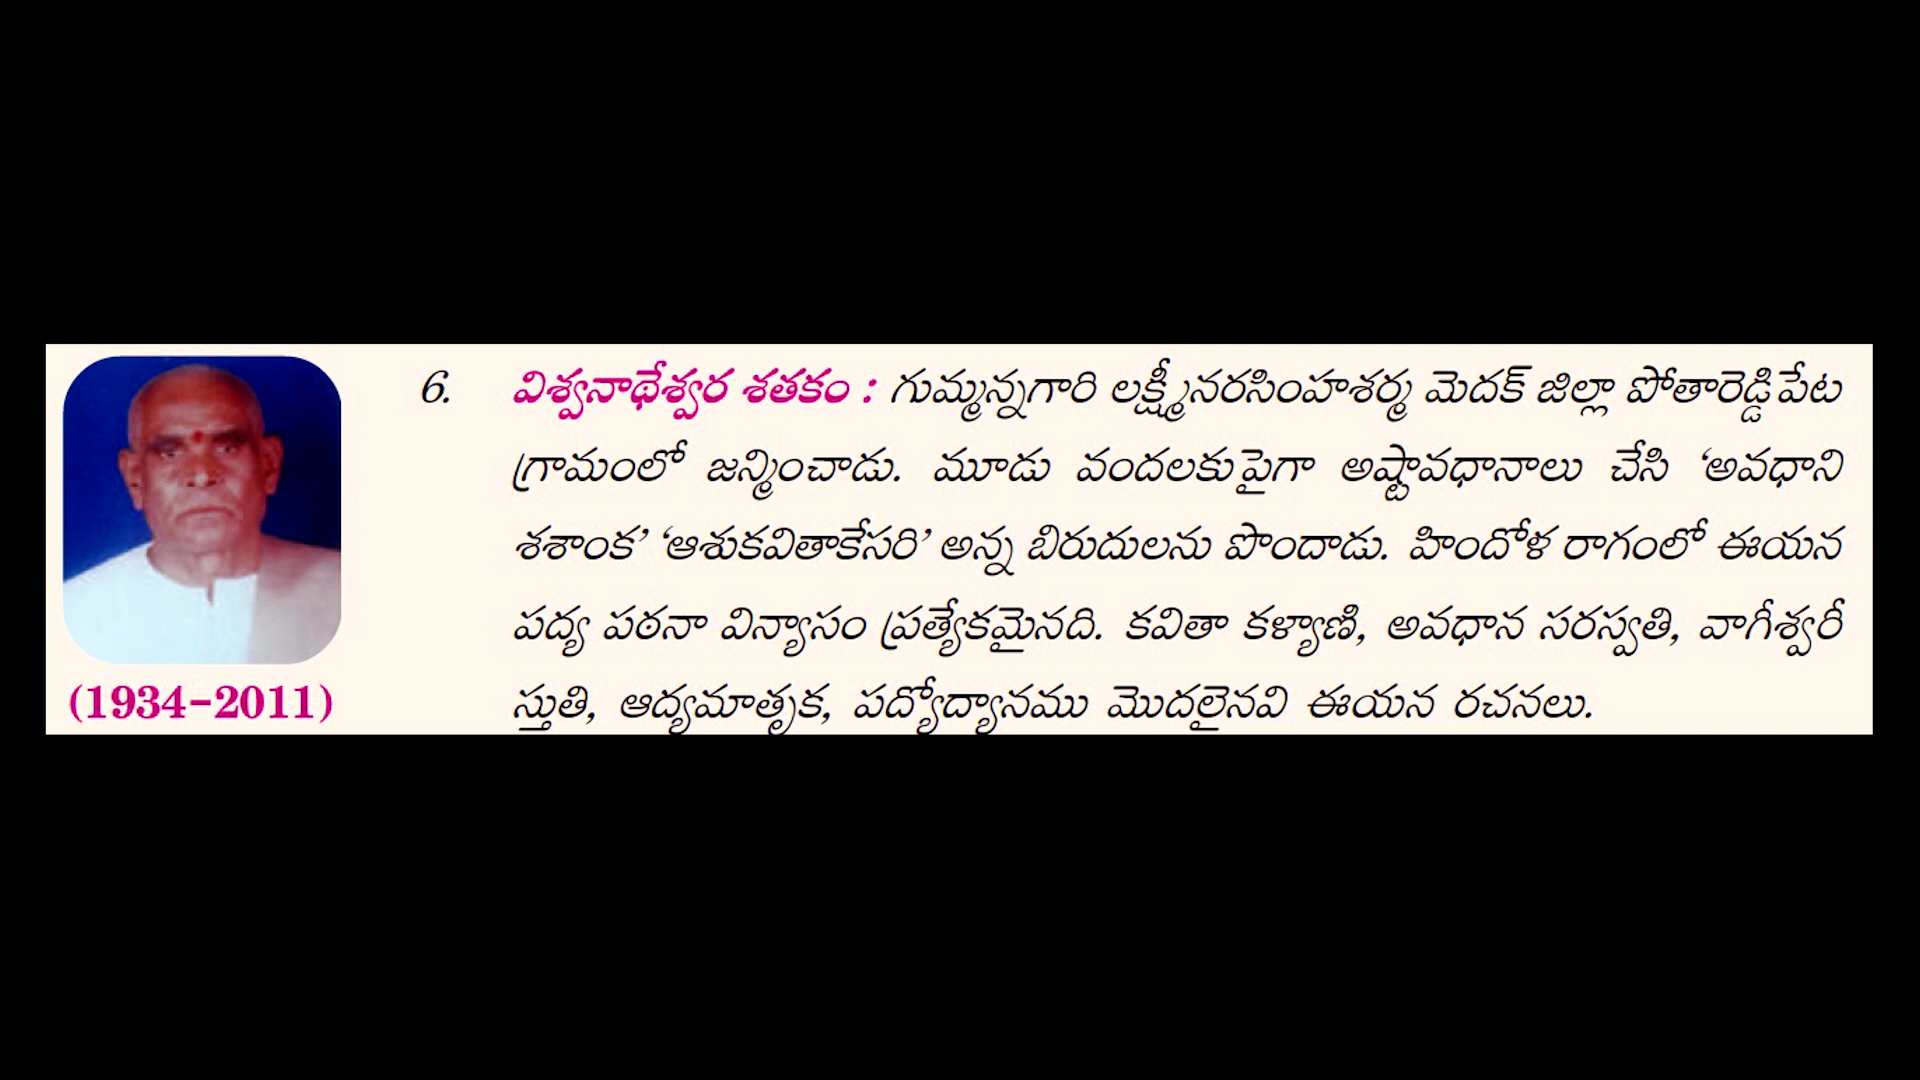 6. విశ్వనాథేశ్వర శతకం : గుమ్మన్నగారి లక్ష్మీనరసింహశర్మ మెదక్ జిల్లా పోతారెడ్డిపేట
గ్రామంలో జన్మించాడు. మూడు వందలకుపైగా అష్టావధానాలు చేసి ‘అవధాని
శశాంక’ ‘ఆశుకవితాకేసరి’ అన్న బిరుదులను పొందాడు. హిందోళ రాగంలో ఈయన
పద్య పఠనా విన్యాసం ప్రత్యేకమైనది. కవితా కళ్యాణి, అవధాన సరస్వతి, వాగీశ్వరీ
స్తుతి, ఆద్యమాతృక, పద్యోద్యానము మొదలైనవి ఈయన రచనలు.
(1934-2011)